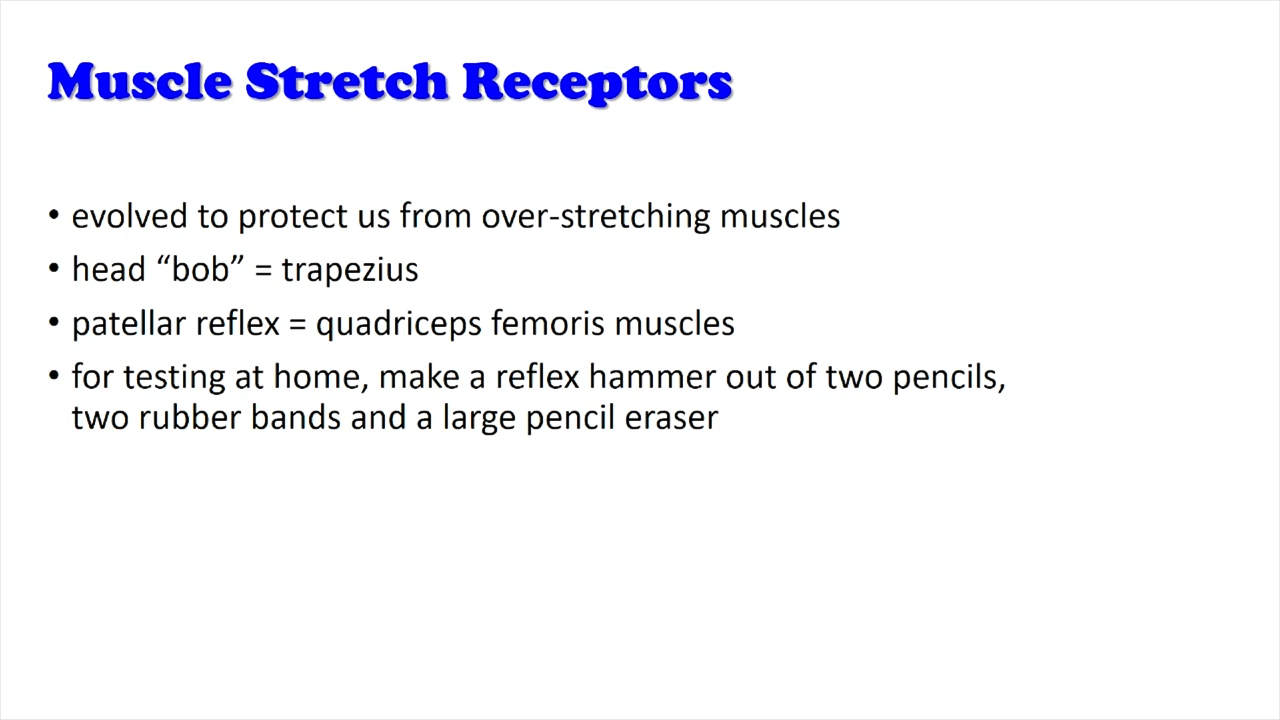 Muscle Stretch Receptors
• evolved to protect us from over-stretching muscles
• head “bob” = trapezius
• patellar reflex = quadriceps femoris muscles
• for testing at home, make a reflex hammer out of two pencils,
two rubber bands and a large pencil eraser